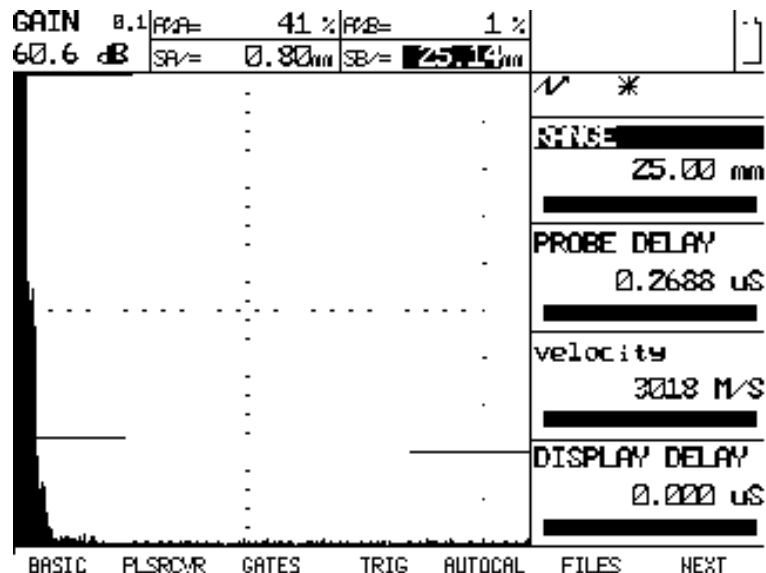 GAIN 0.1 A%A= 41 % A%B= 1 %
60.6 dB SA/= 0.80mm SB/= 25.14mm
RANGE
25.00 mm
PROBE DELAY
0.2688 uS
velocity
3018 M/S
DISPLAY DELAY
0.000 uS
BASIC PLSRCVR GATES TRIG AUTOCAL FILES NEXT